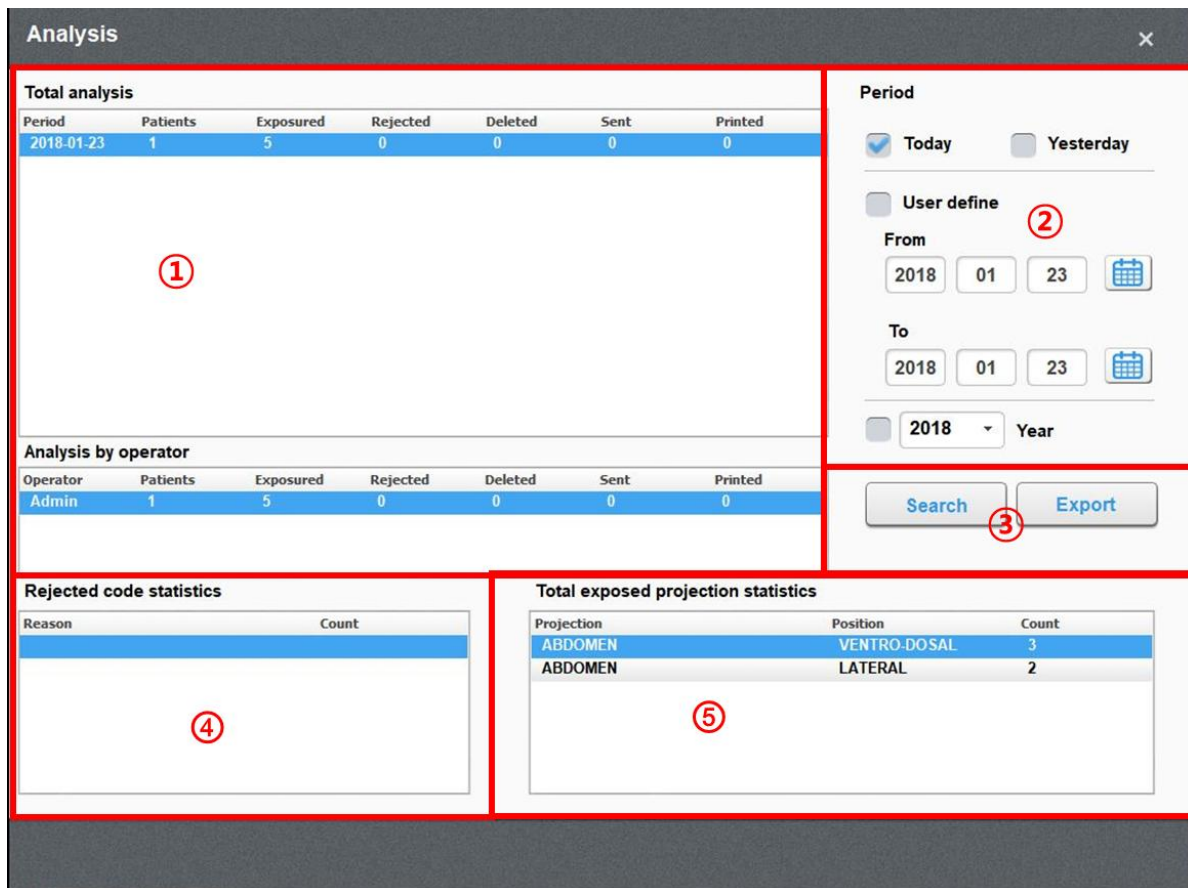 Analysis
×
Total analysis
Period Patients Exposured Rejected Deleted Sent Printed
2018-01-23 1 5 0 0 0 0
①
Analysis by operator
Operator Patients Exposured Rejected Deleted Sent Printed
Admin 1 5 0 0 0 0
Period
Today Yesterday
User define
②
From
2018 01 23
To
2018 01 23
2018 Year
Search Export
③
Rejected code statistics
Reason Count
④
Total exposed projection statistics
Projection Position Count
ABDOMEN VENTRO-DOSAL 3
ABDOMEN LATERAL 2
⑤